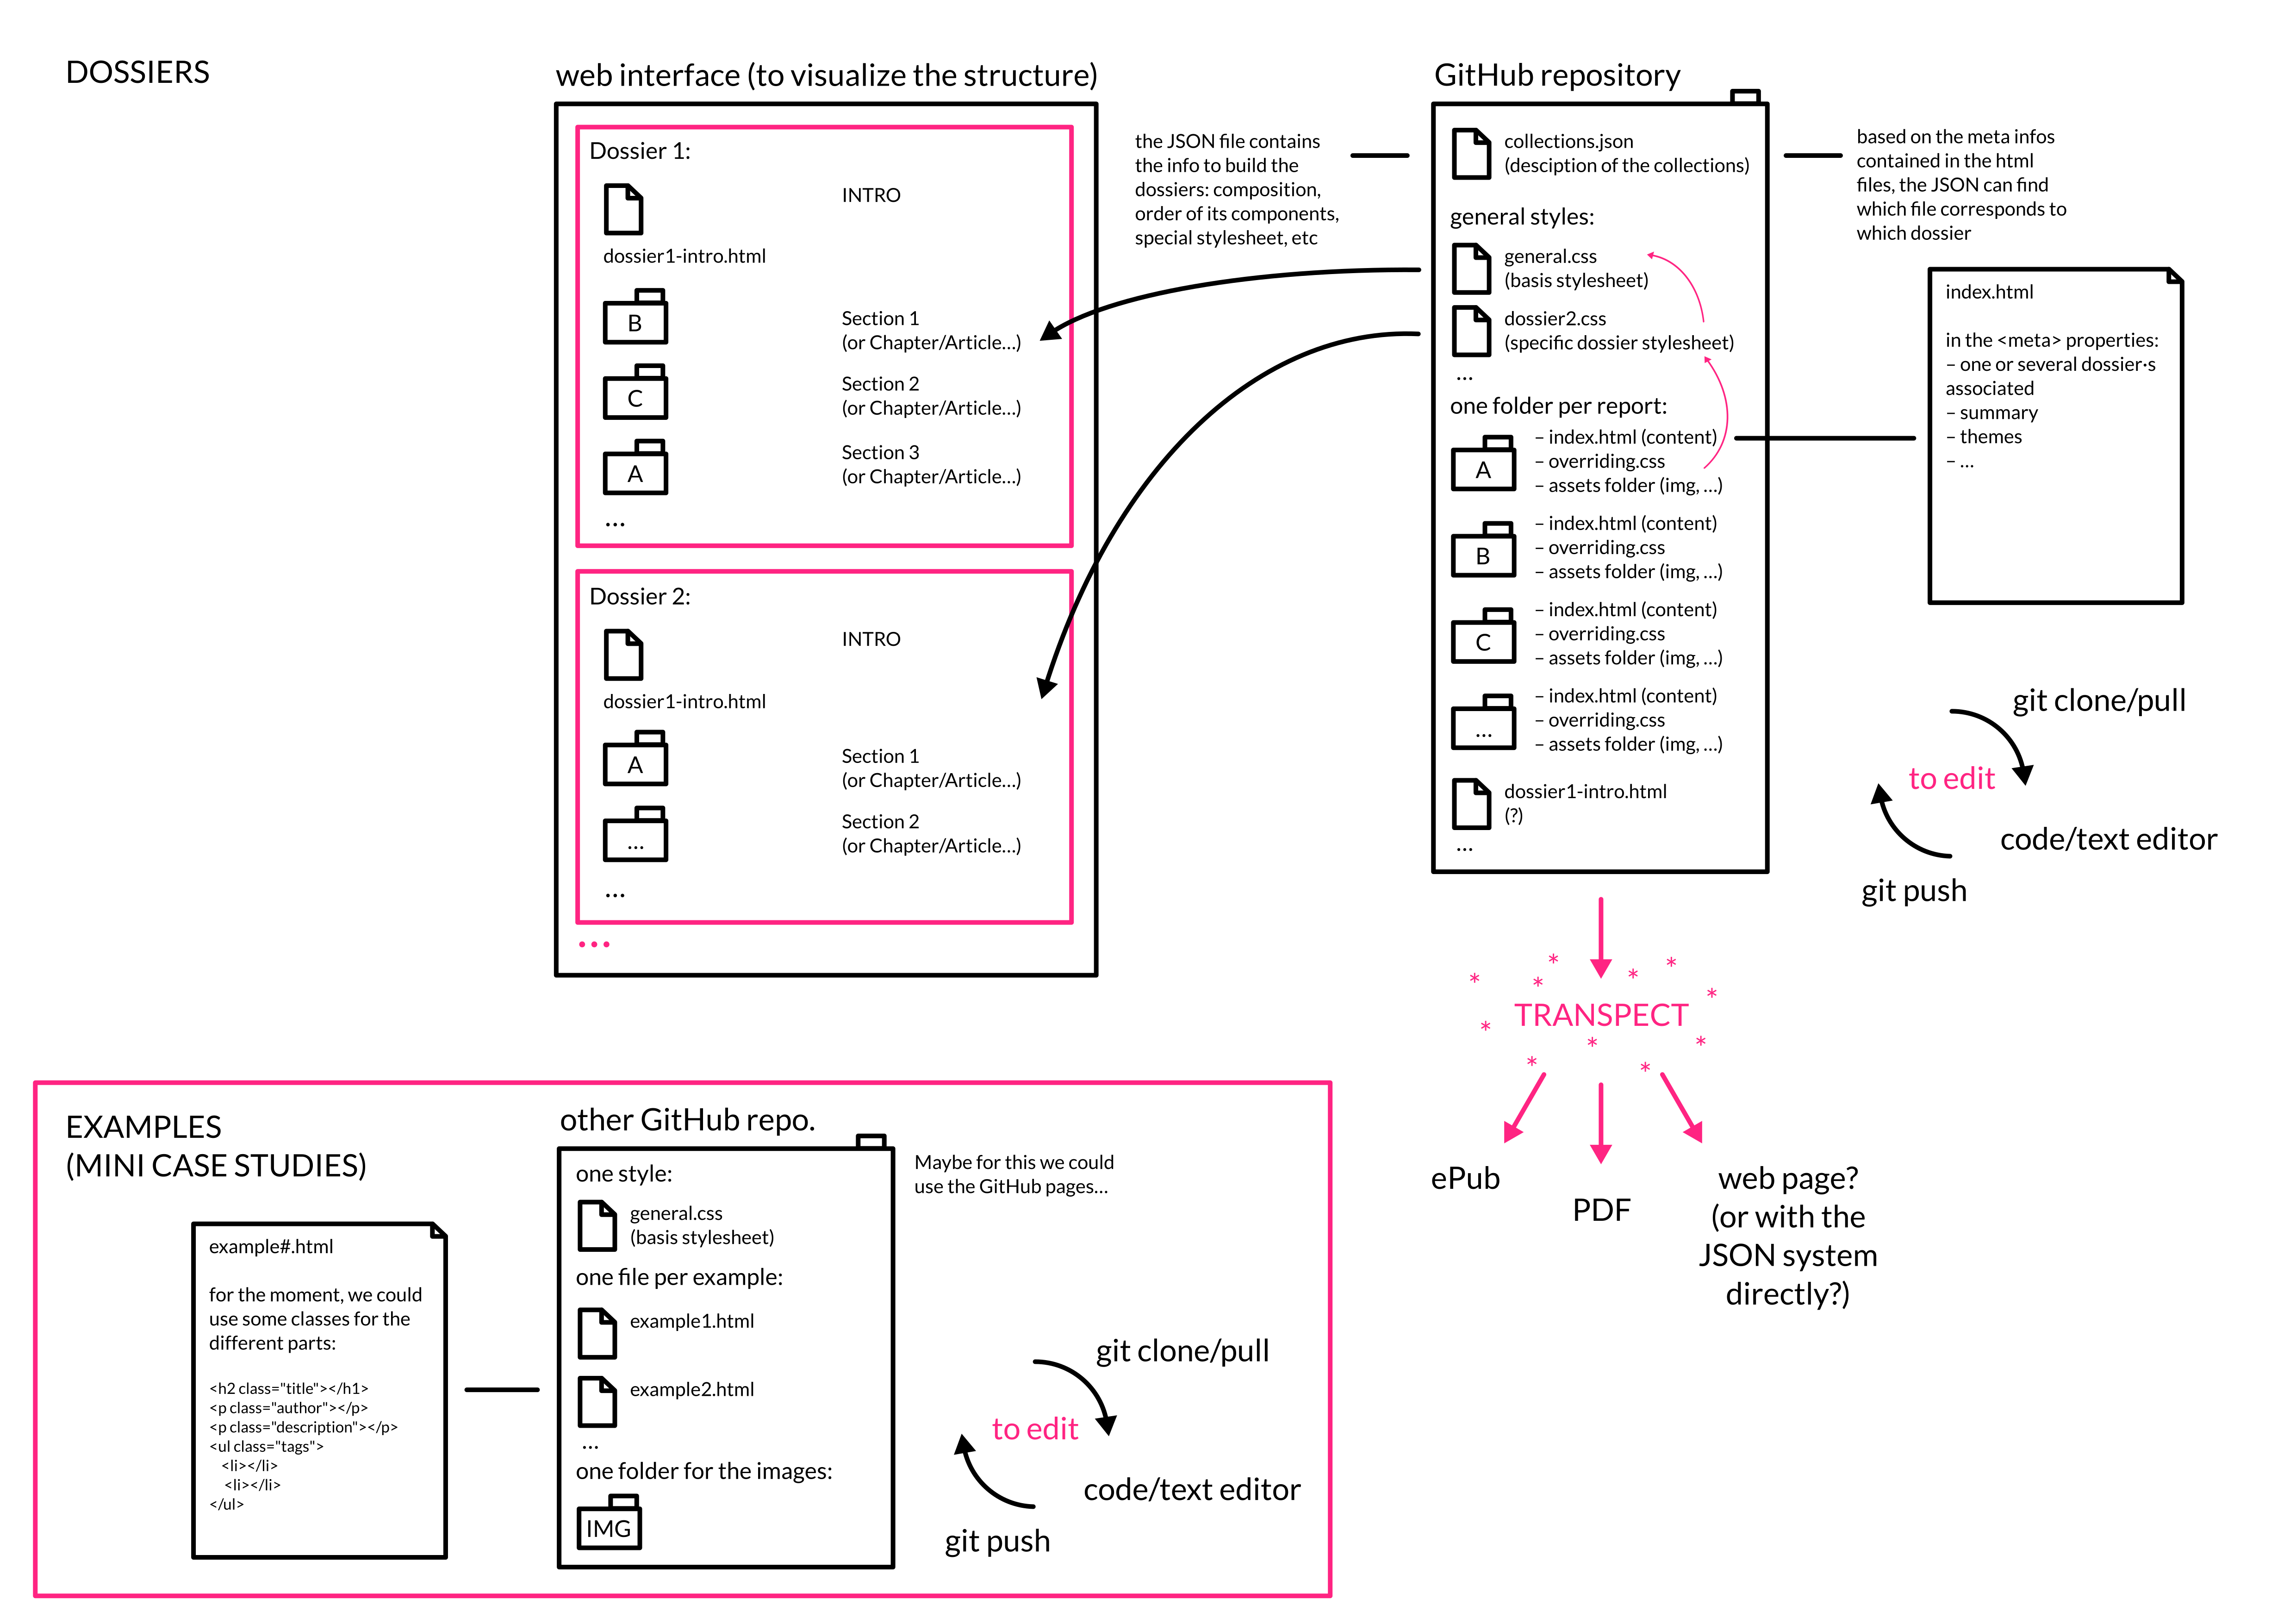 DOSSIERS
web interface (to visualize the structure)
Dossier 1:
INTRO
dossier1-intro.html
B
Section 1
(or Chapter/Article...)
C
Section 2
(or Chapter/Article...)
A
Section 3
(or Chapter/Article...)
...
Dossier 2:
INTRO
dossier1-intro.html
A
Section 1
(or Chapter/Article...)
...
Section 2
(or Chapter/Article...)
...
...
the JSON file contains
the info to build the
dossiers: composition,
order of its components,
special stylesheet, etc
GitHub repository
collections.json
(desciption of the collections)
general styles:
general.css
(basis stylesheet)
dossier2.css
(specific dossier stylesheet)
...
one folder per report:
A
– index.html (content)
– overriding.css
– assets folder (img, ...)
B
– index.html (content)
– overriding.css
– assets folder (img, ...)
C
– index.html (content)
– overriding.css
– assets folder (img, ...)
...
– index.html (content)
– overriding.css
– assets folder (img, ...)
dossier1-intro.html
(?)
...
based on the meta infos
contained in the html
files, the JSON can find
which file corresponds to
which dossier
index.html
in the <meta> properties:
– one or several dossier·s
associated
– summary
– themes
– ...
git clone/pull
to edit
code/text editor
git push
* * * * * * *
TRANSPECT
* * * * *
ePub
PDF
web page?
(or with the
JSON system
directly?)
EXAMPLES
(MINI CASE STUDIES)
example#.html
for the moment, we could
use some classes for the
different parts:
<h2 class="title"></h1>
<p class="author"></p>
<p class="description"></p>
<ul class="tags">
<li></li>
<li></li>
</ul>
other GitHub repo.
one style:
general.css
(basis stylesheet)
one file per example:
example1.html
example2.html
...
one folder for the images:
IMG
Maybe for this we could
use the GitHub pages...
git clone/pull
to edit
code/text editor
git push